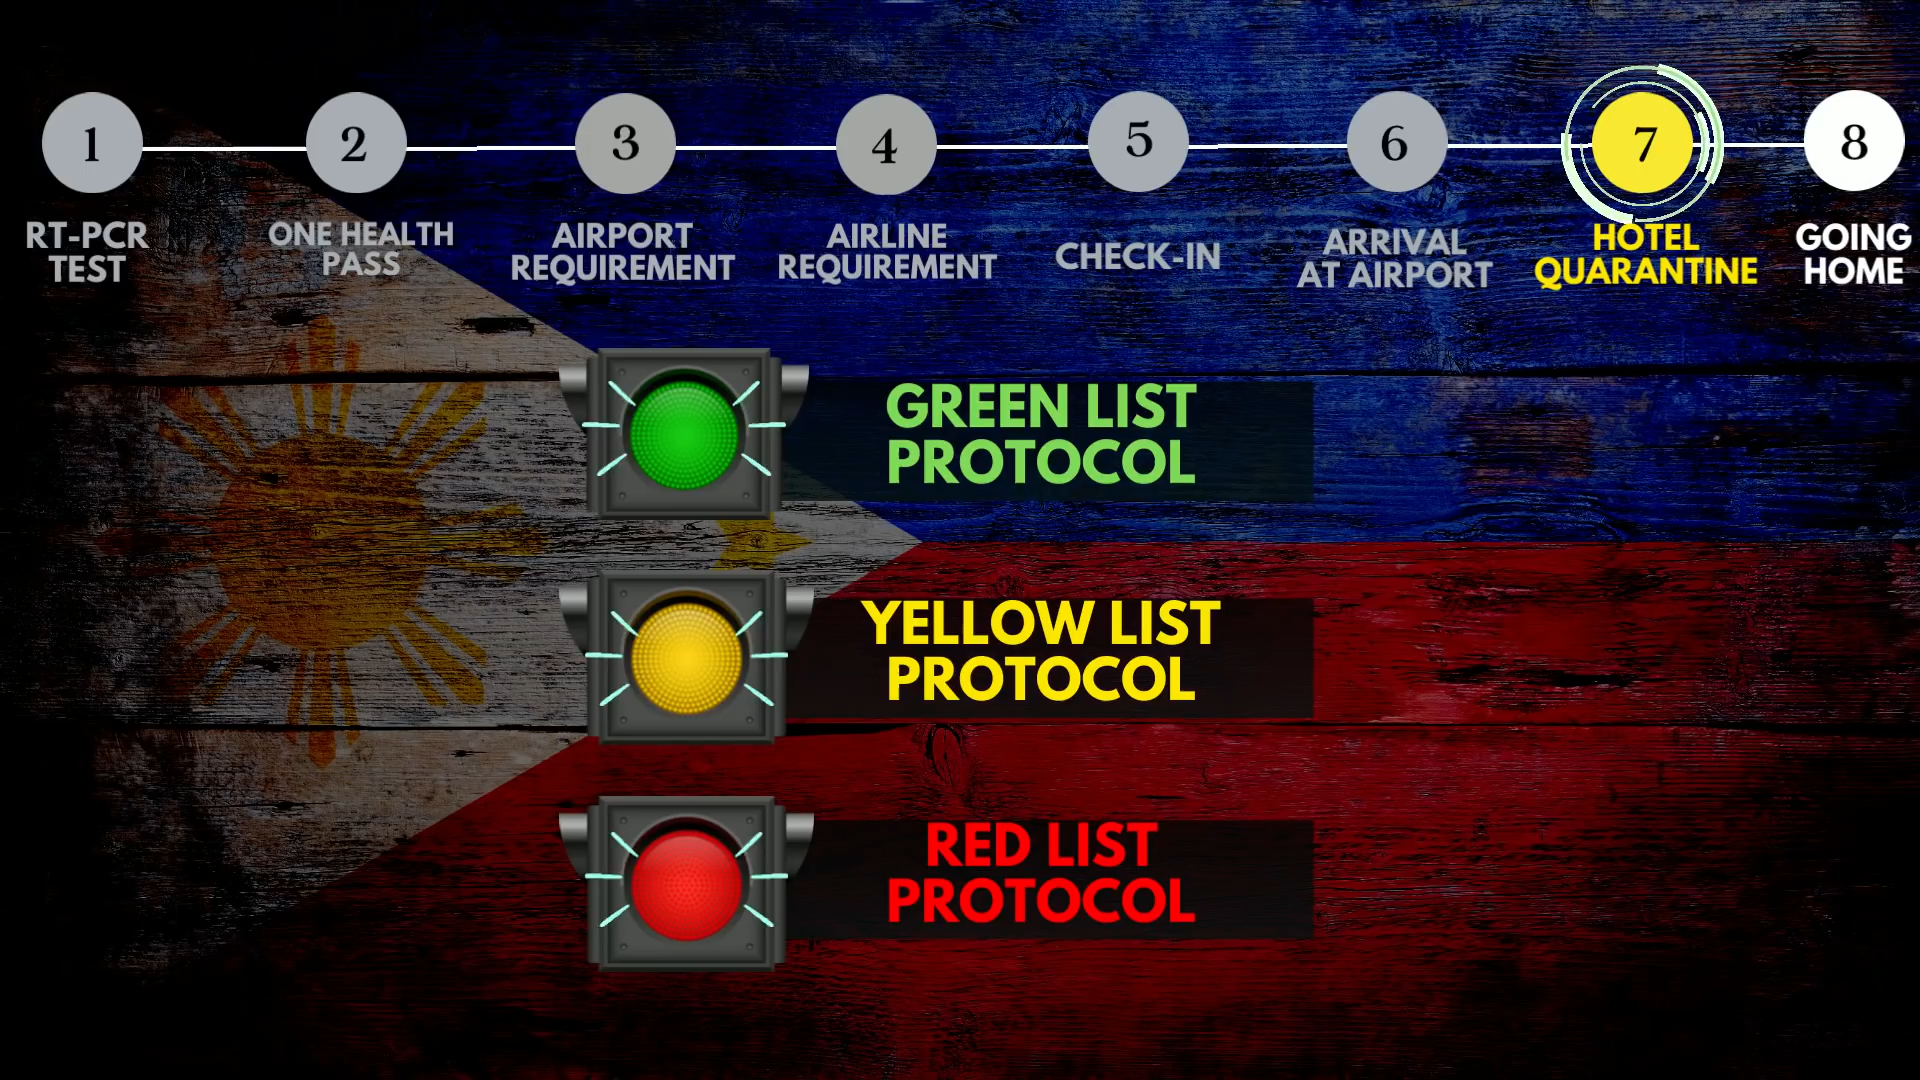 1
2
3
4
5
6
7
8
RT-PCR
TEST
ONE HEALTH
PASS
AIRPORT
REQUIREMENT
AIRLINE
REQUIREMENT
CHECK-IN
ARRIVAL
AT AIRPORT
HOTEL
QUARANTINE
GOING
HOME
GREEN LIST
PROTOCOL
YELLOW LIST
PROTOCOL
RED LIST
PROTOCOL